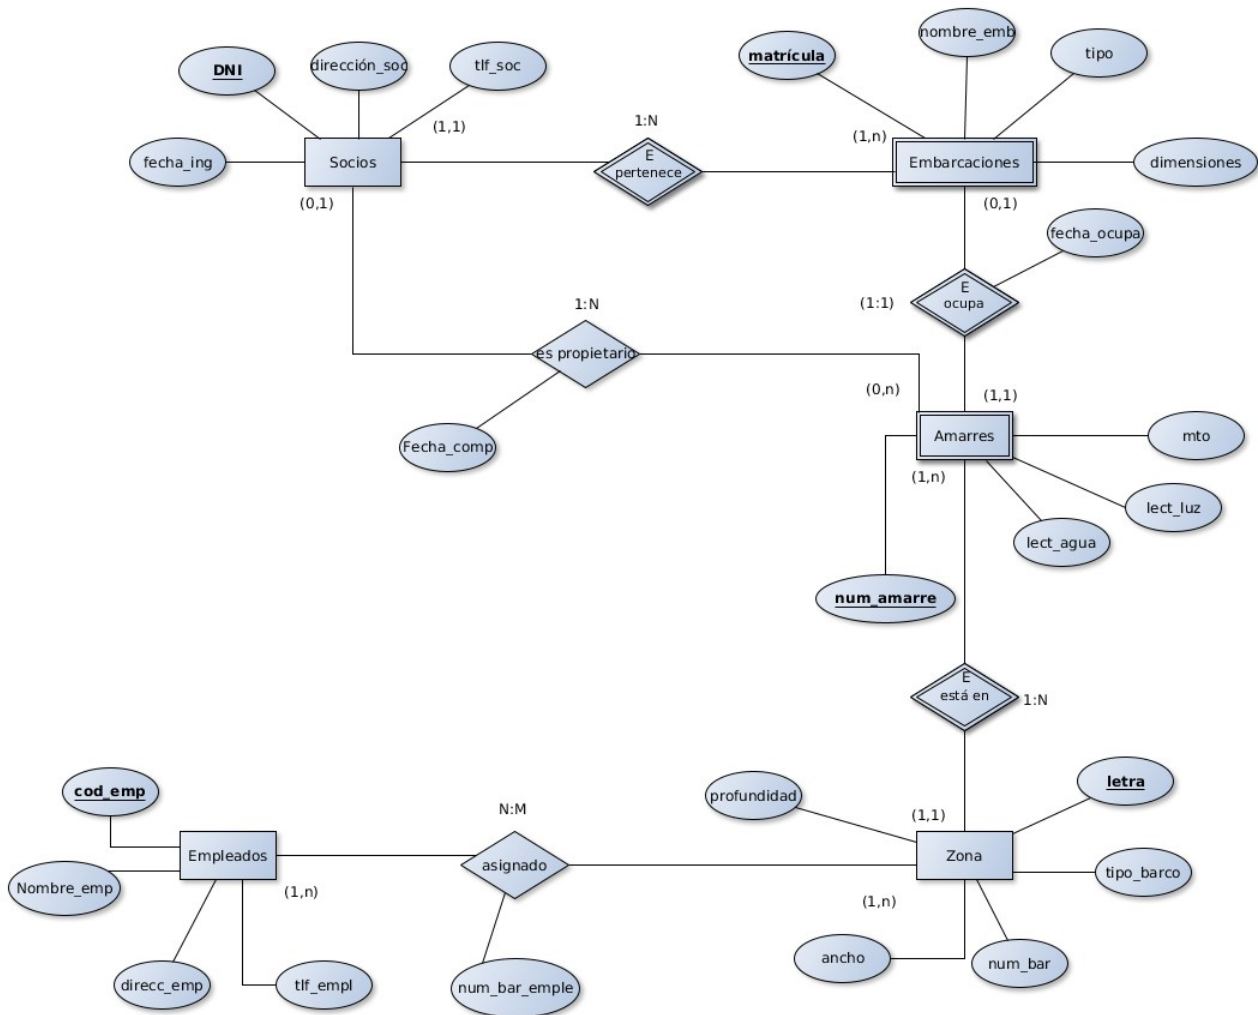 nombre_emb
matrícula
tipo
DNI
dirección_soc
tlf_soc
(1,1)
1:N
(1,n)
fecha_ing
Socios
E
pertenece
Embarcaciones
dimensiones
(0,1)
(0,1)
fecha_ocupa
E
ocupa
(1:1)
1:N
es propietario
(0,n)
(1,1)
Fecha_comp
Amarres
mto
(1,n)
lect_luz
lect_agua
num_amarre
E
está en
1:N
cod_emp
profundidad
letra
N:M
(1,1)
Empleados
asignado
Zona
tipo_barco
Nombre_emp
(1,n)
(1,n)
ancho
num_bar
direcc_emp
tlf_empl
num_bar_emple